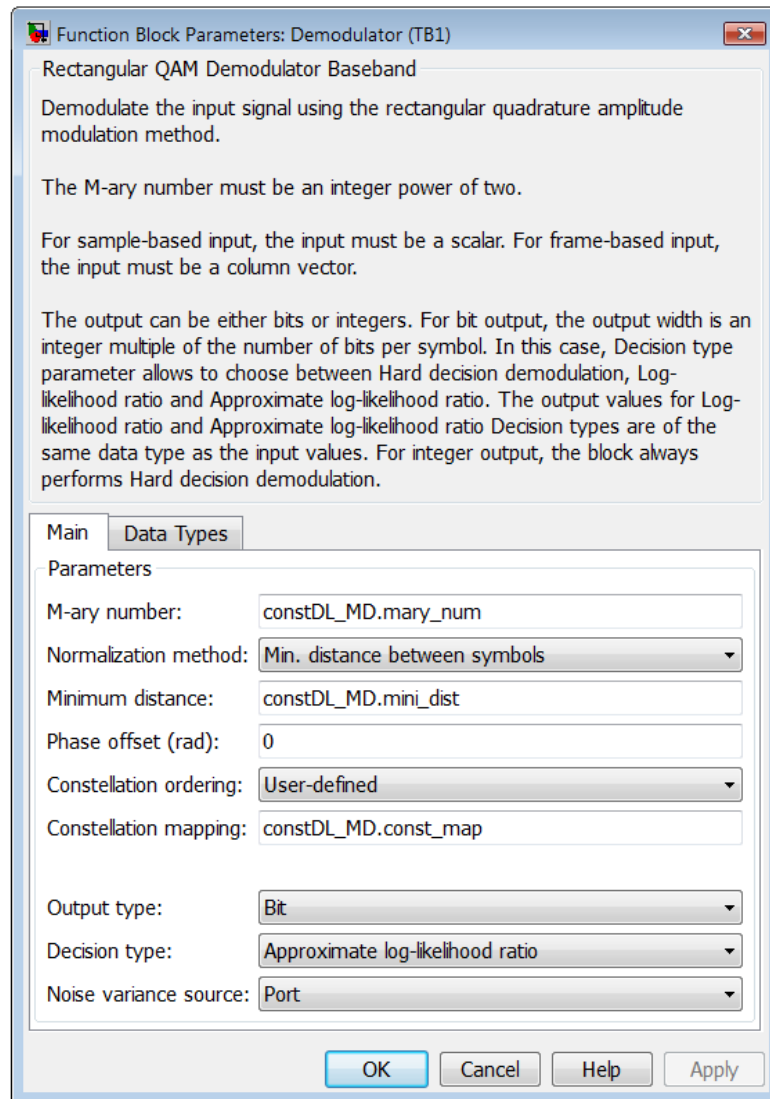 Function Block Parameters: Demodulator (TB1)
Rectangular QAM Demodulator Baseband
Demodulate the input signal using the rectangular quadrature amplitude
modulation method.
The M-ary number must be an integer power of two.
For sample-based input, the input must be a scalar. For frame-based input,
the input must be a column vector.
The output can be either bits or integers. For bit output, the output width is an
integer multiple of the number of bits per symbol. In this case, Decision type
parameter allows to choose between Hard decision demodulation, Log-
likelihood ratio and Approximate log-likelihood ratio. The output values for Log-
likelihood ratio and Approximate log-likelihood ratio Decision types are of the
same data type as the input values. For integer output, the block always
performs Hard decision demodulation.
Main Data Types
Parameters
M-ary number: constDL_MD.mary_num
Normalization method: Min. distance between symbols
Minimum distance: constDL_MD.mini_dist
Phase offset (rad): 0
Constellation ordering: User-defined
Constellation mapping: constDL_MD.const_map
Output type: Bit
Decision type: Approximate log-likelihood ratio
Noise variance source: Port
OK Cancel Help Apply